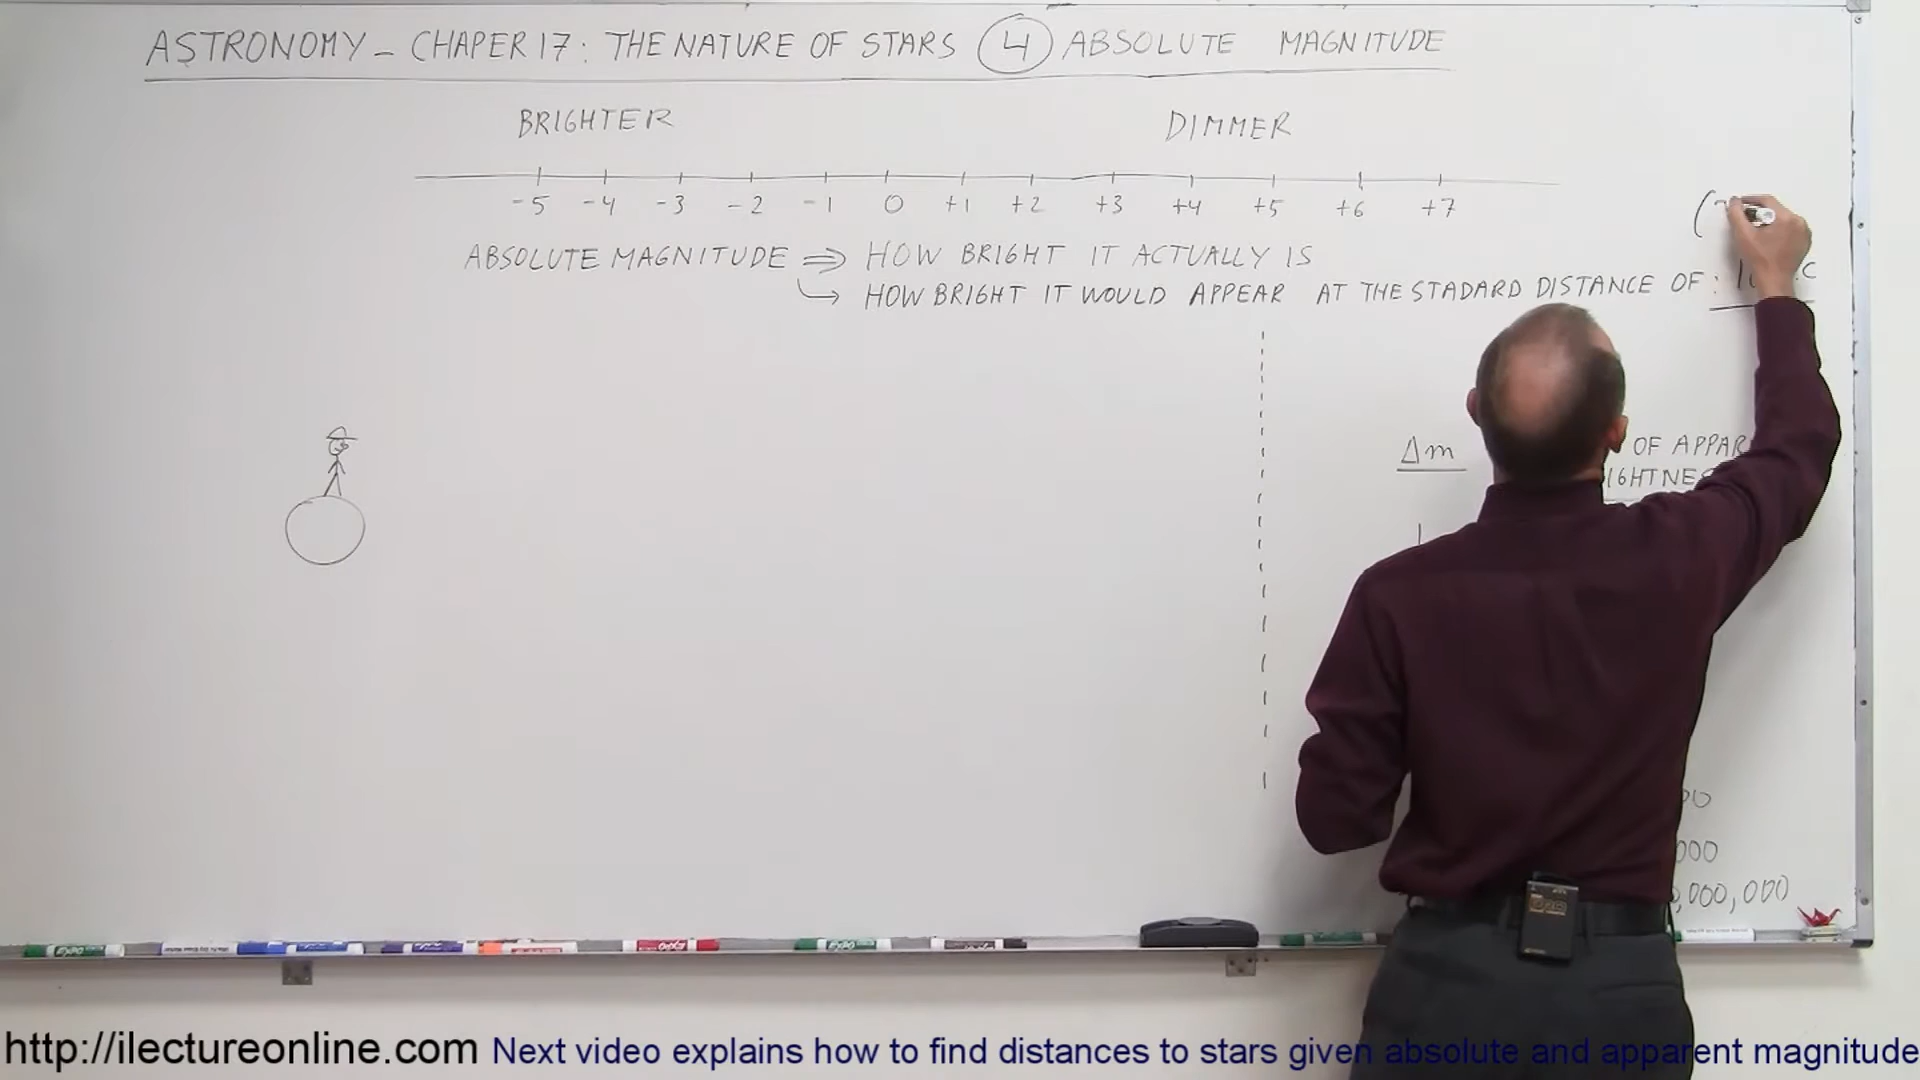 ASTRONOMY - CHAPER 17: THE NATURE OF STARS 4 ABSOLUTE MAGNITUDE
BRIGHTER DIMMER
-5 -4 -3 -2 -1 0 +1 +2 +3 +4 +5 +6 +7
ABSOLUTE MAGNITUDE ⇒ HOW BRIGHT IT ACTUALLY IS
HOW BRIGHT IT WOULD APPEAR AT THE STADARD DISTANCE OF:
Δm OF
1
000,000
http://ilectureonline.com Next video explains how to find distances to stars given absolute and apparent magnitude